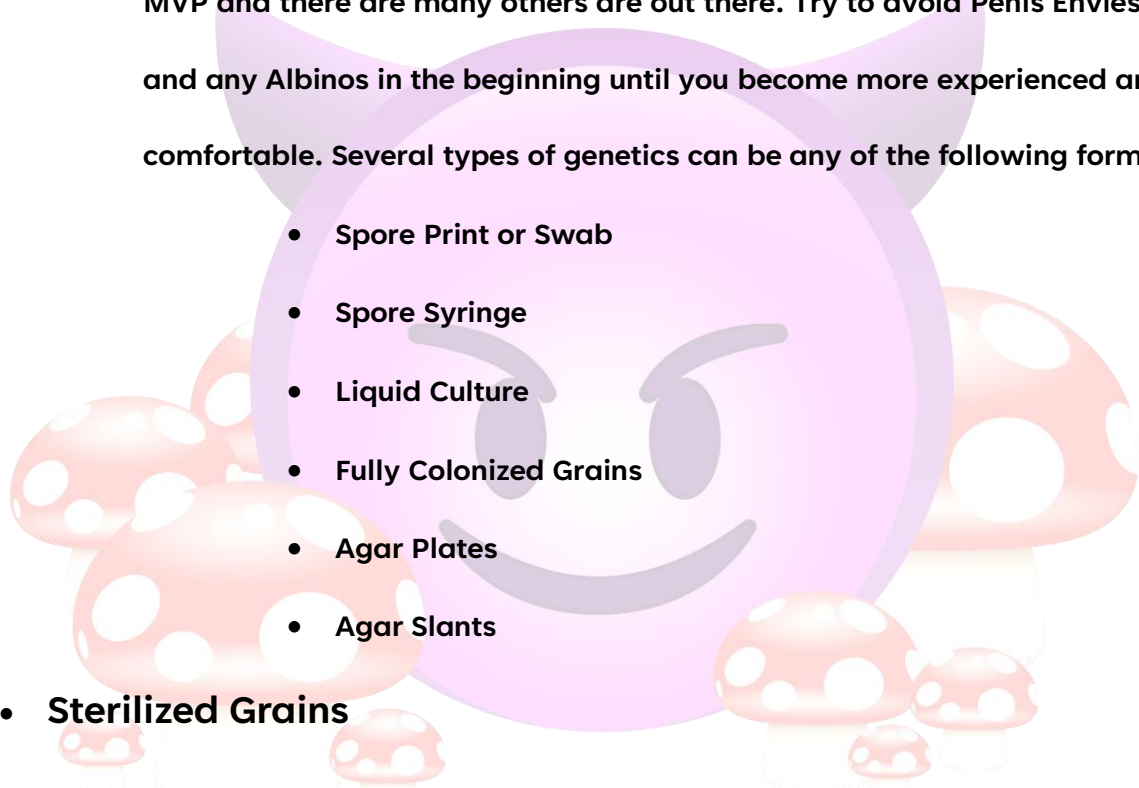 MVP and there are many others are out there. Try to avoid Penis Envies
and any Albinos in the beginning until you become more experienced
comfortable. Several types of genetics can be any of the following
• Spore Print or Swab
• Spore Syringe
• Liquid Culture
• Fully Colonized Grains
• Agar Plates
• Agar Slants
• Sterilized Grains